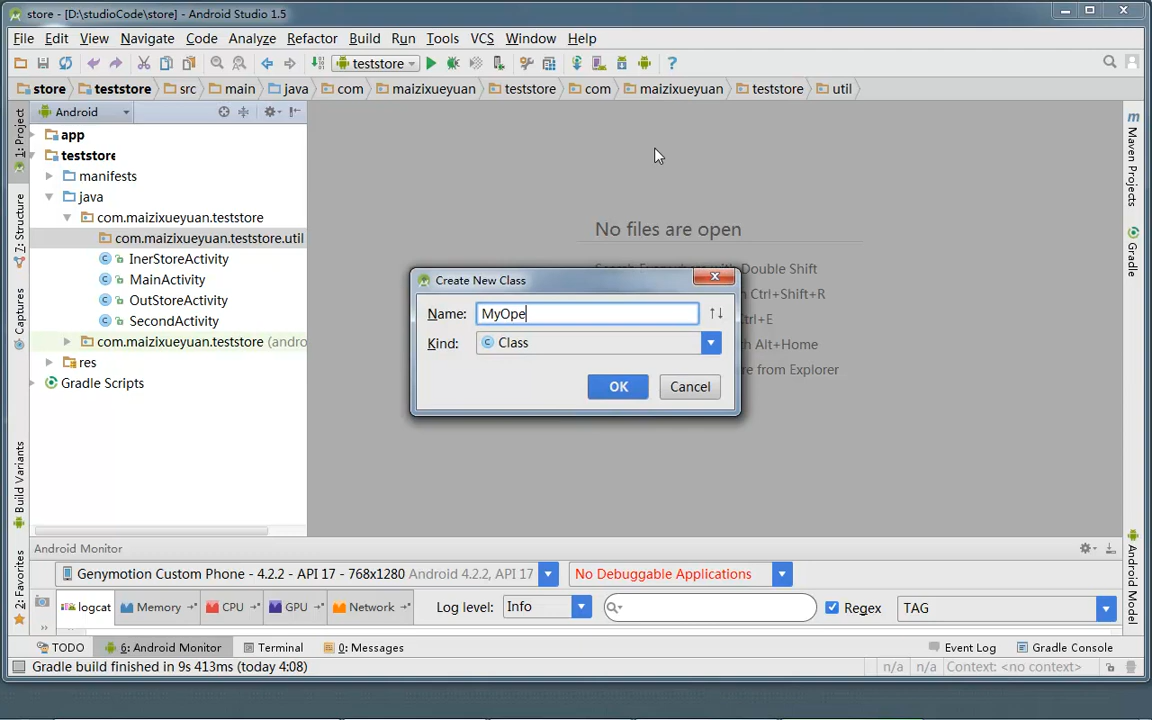 store - [D:\studioCode\store] - Android Studio 1.5
File Edit View Navigate Code Analyze Refactor Build Run Tools VCS Window Help
teststore
store teststore src main java com maizixueyuan teststore com maizixueyuan teststore util
1: Project
7: Structure
Captures
Build Variants
2: Favorites
Android
app
teststore
manifests
java
com.maizixueyuan.teststore
com.maizixueyuan.teststore.util
InerStoreActivity
MainActivity
OutStoreActivity
SecondActivity
com.maizixueyuan.teststore (andro
res
Gradle Scripts
No files are open
with Double Shift
Ctrl+Shift+R
Ctrl+E
with Alt+Home
from Explorer
Create New Class
Name: MyOpe
Kind: Class
OK Cancel
m Maven Projects
Gradle
Android Model
Android Monitor
Genymotion Custom Phone - 4.2.2 - API 17 - 768x1280 Android 4.2.2, API 17
No Debuggable Applications
logcat Memory CPU GPU Network Log level: Info Regex TAG
TODO 6: Android Monitor Terminal 0: Messages Event Log Gradle Console
Gradle build finished in 9s 413ms (today 4:08) n/a n/a Context: <no context>